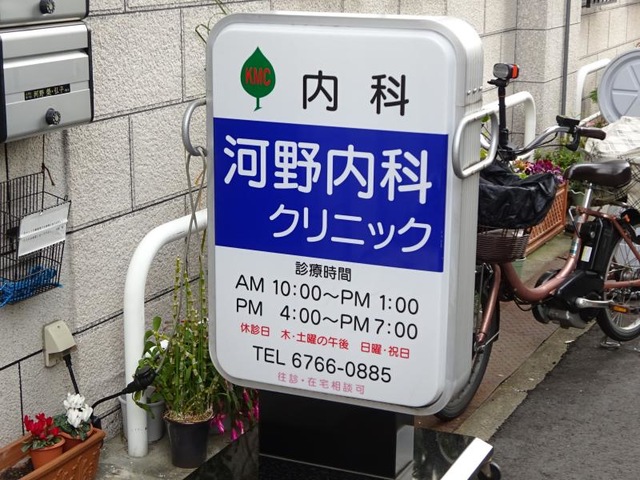 KMC
内科
河野内科
クリニック
診療時間
AM 10:00〜PM 1:00
PM 4:00〜PM 7:00
休診日 木・土曜の午後 日曜・祝日
TEL 6766-0885
往診・在宅相談可